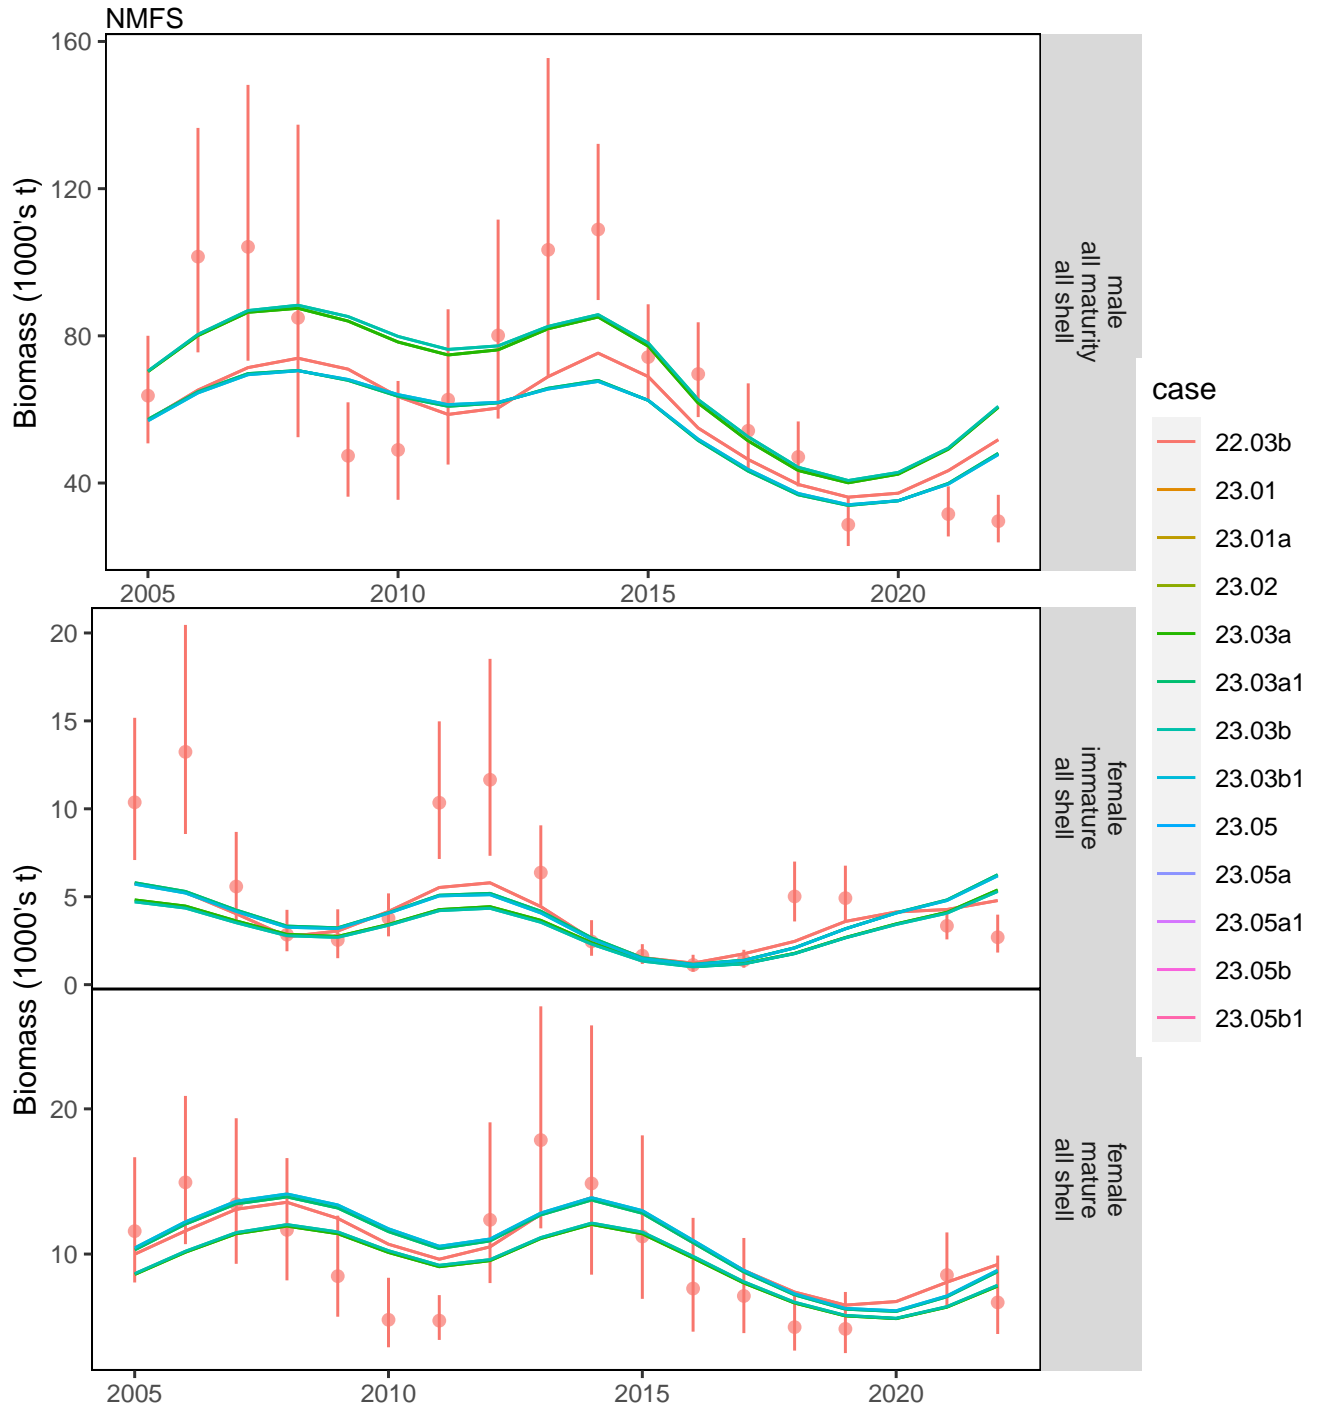 NMFS
160
120
80
40
Biomass (1000's t)
male
all maturity
all shell
2005 2010 2015 2020
20
15
10
5
0
female
immature
all shell
Biomass (1000's t)
20
10
female
mature
all shell
2005 2010 2015 2020
case
22.03b
23.01
23.01a
23.02
23.03a
23.03a1
23.03b
23.03b1
23.05
23.05a
23.05a1
23.05b
23.05b1